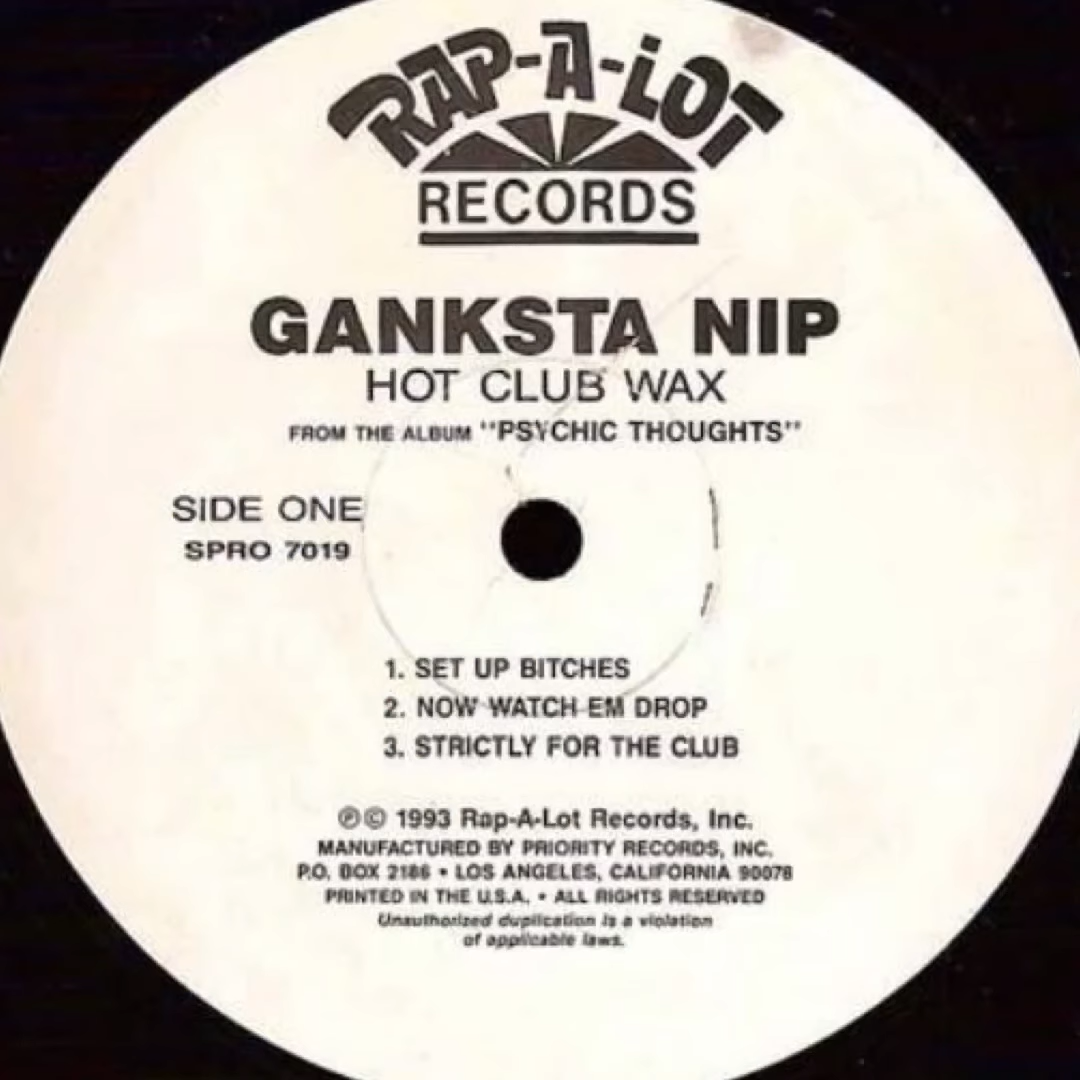 RAP-A-LOT
RECORDS
GANKSTA NIP
HOT CLUB WAX
FROM THE ALBUM "PSYCHIC THOUGHTS"
SIDE ONE
SPRO 7019
1. SET UP BITCHES
2. NOW WATCH EM DROP
3. STRICTLY FOR THE CLUB
℗© 1993 Rap-A-Lot Records, Inc.
MANUFACTURED BY PRIORITY RECORDS, INC.
P.O. BOX 2186 • LOS ANGELES, CALIFORNIA 90078
PRINTED IN THE U.S.A. • ALL RIGHTS RESERVED
Unauthorized duplication is a violation
of applicable laws.